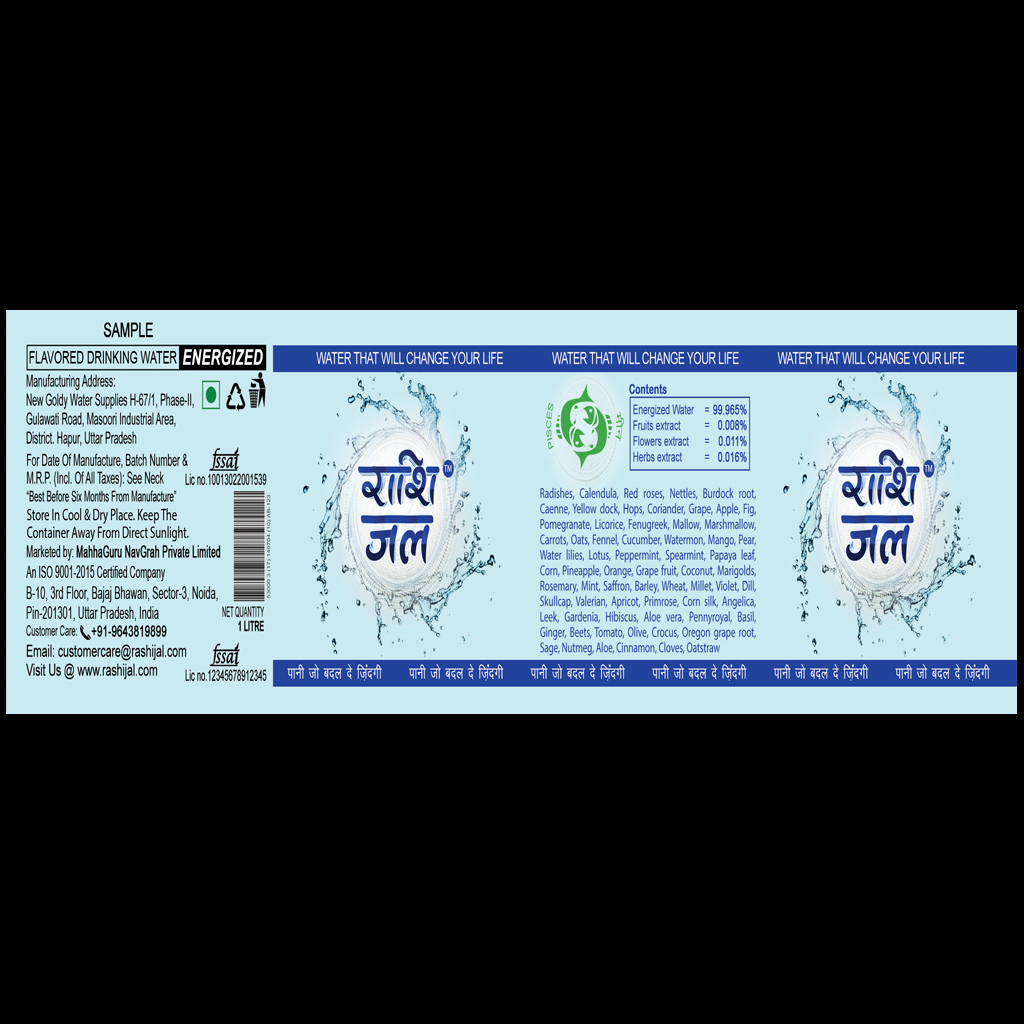 SAMPLE
FLAVORED DRINKING WATER ENERGIZED
Manufacturing Address:
New Goldy Water Supplies H-67/1, Phase-II,
Gulawati Road, Masoori Industrial Area,
District. Hapur, Uttar Pradesh
For Date Of Manufacture, Batch Number &
M.R.P. (Incl. Of All Taxes): See Neck
"Best Before Six Months From Manufacture"
Store In Cool & Dry Place. Keep The
Container Away From Direct Sunlight.
Marketed by: MahhaGuru NavGrah Private Limited
An ISO 9001-2015 Certified Company
B-10, 3rd Floor, Bajaj Bhawan, Sector-3, Noida,
Pin-201301, Uttar Pradesh, India
Customer Care: +91-9643819899
Email: customercare@rashijal.com
Visit Us @ www.rashijal.com
fssai
Lic no.10013022001539
53000 3 (17) 140704 (10) AB-123
NET QUANTITY
1 LITRE
fssai
Lic no.12345678912345
WATER THAT WILL CHANGE YOUR LIFE
राशि TM
जल
WATER THAT WILL CHANGE YOUR LIFE
PISCES
मीन
Contents
Energized Water = 99.965%
Fruits extract = 0.008%
Flowers extract = 0.011%
Herbs extract = 0.016%
Radishes, Calendula, Red roses, Nettles, Burdock root,
Caenne, Yellow dock, Hops, Coriander, Grape, Apple, Fig,
Pomegranate, Licorice, Fenugreek, Mallow, Marshmallow,
Carrots, Oats, Fennel, Cucumber, Watermon, Mango, Pear,
Water lilies, Lotus, Peppermint, Spearmint, Papaya leaf,
Corn, Pineapple, Orange, Grape fruit, Coconut, Marigolds,
Rosemary, Mint, Saffron, Barley, Wheat, Millet, Violet, Dill,
Skullcap, Valerian, Apricot, Primrose, Corn silk, Angelica,
Leek, Gardenia, Hibiscus, Aloe vera, Pennyroyal, Basil,
Ginger, Beets, Tomato, Olive, Crocus, Oregon grape root,
Sage, Nutmeg, Aloe, Cinnamon, Cloves, Oatstraw
WATER THAT WILL CHANGE YOUR LIFE
राशि TM
जल
पानी जो बदल दे ज़िंदगी पानी जो बदल दे ज़िंदगी पानी जो बदल दे ज़िंदगी पानी जो बदल दे ज़िंदगी पानी जो बदल दे ज़िंदगी पानी जो बदल दे ज़िंदगी